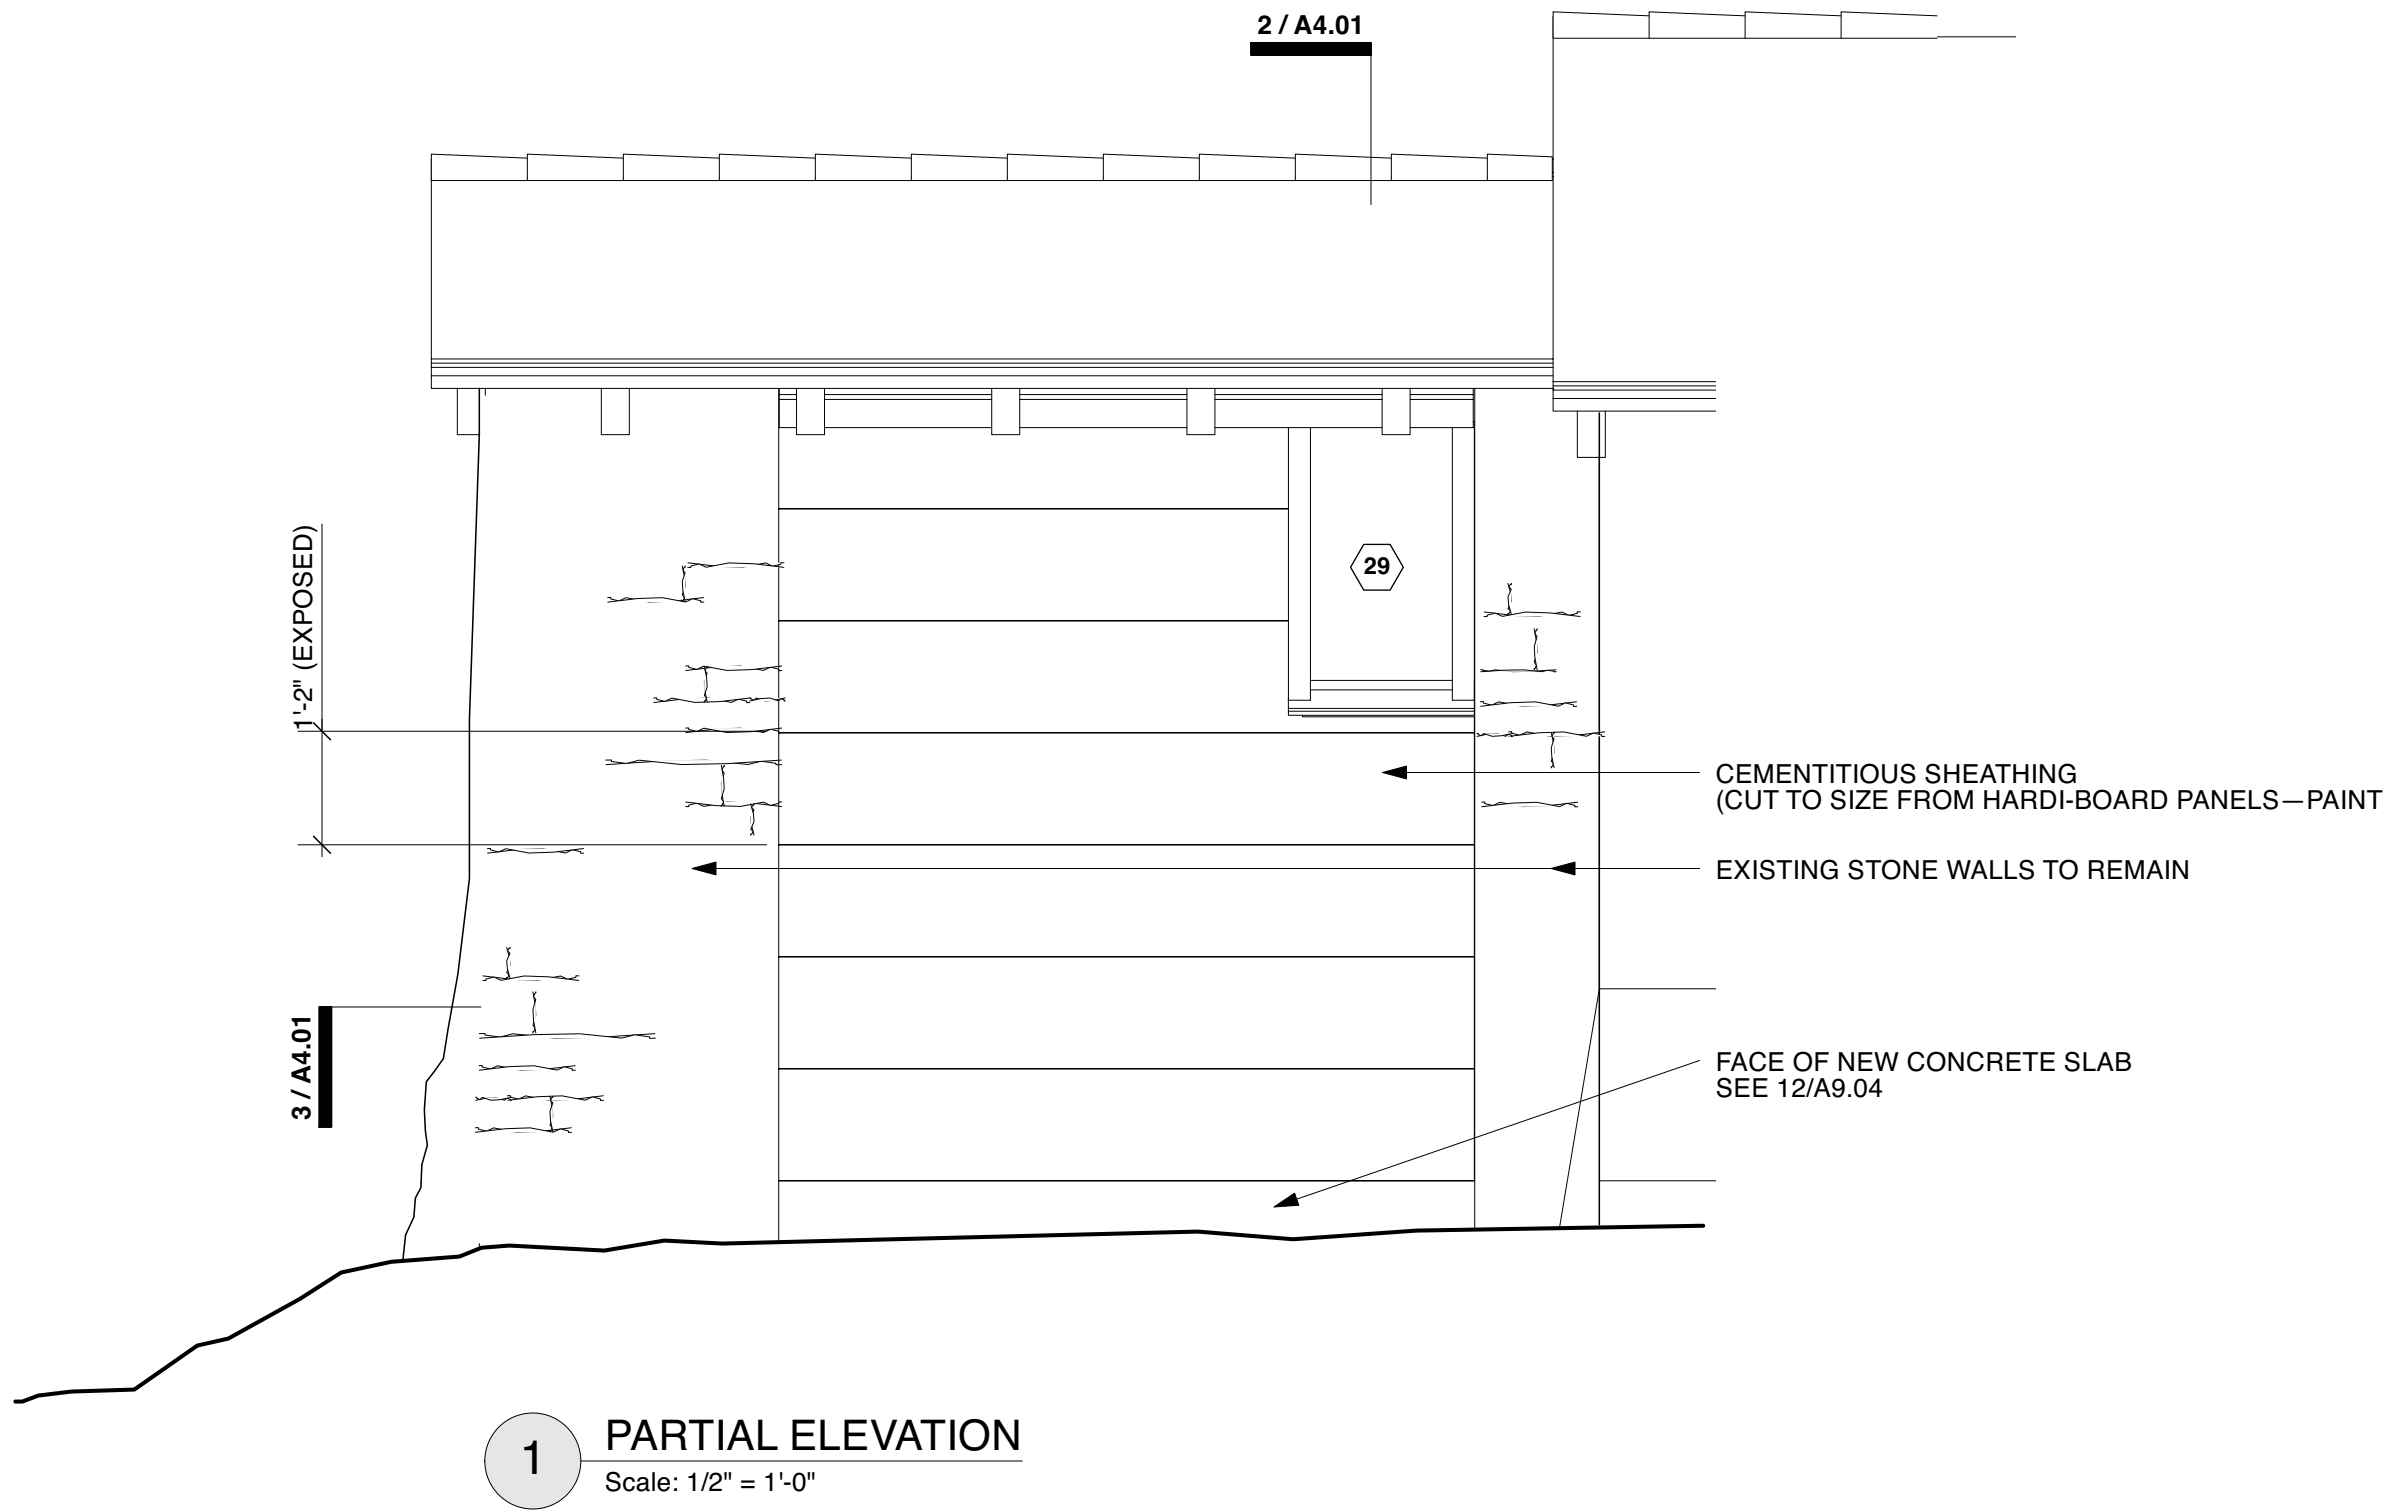 2 / A4.01
1'-2" (EXPOSED)
29
CEMENTITIOUS SHEATHING
(CUT TO SIZE FROM HARDI-BOARD PANELS—PAINT
EXISTING STONE WALLS TO REMAIN
3 / A4.01
FACE OF NEW CONCRETE SLAB
SEE 12/A9.04
1
PARTIAL ELEVATION
Scale: 1/2" = 1'-0"